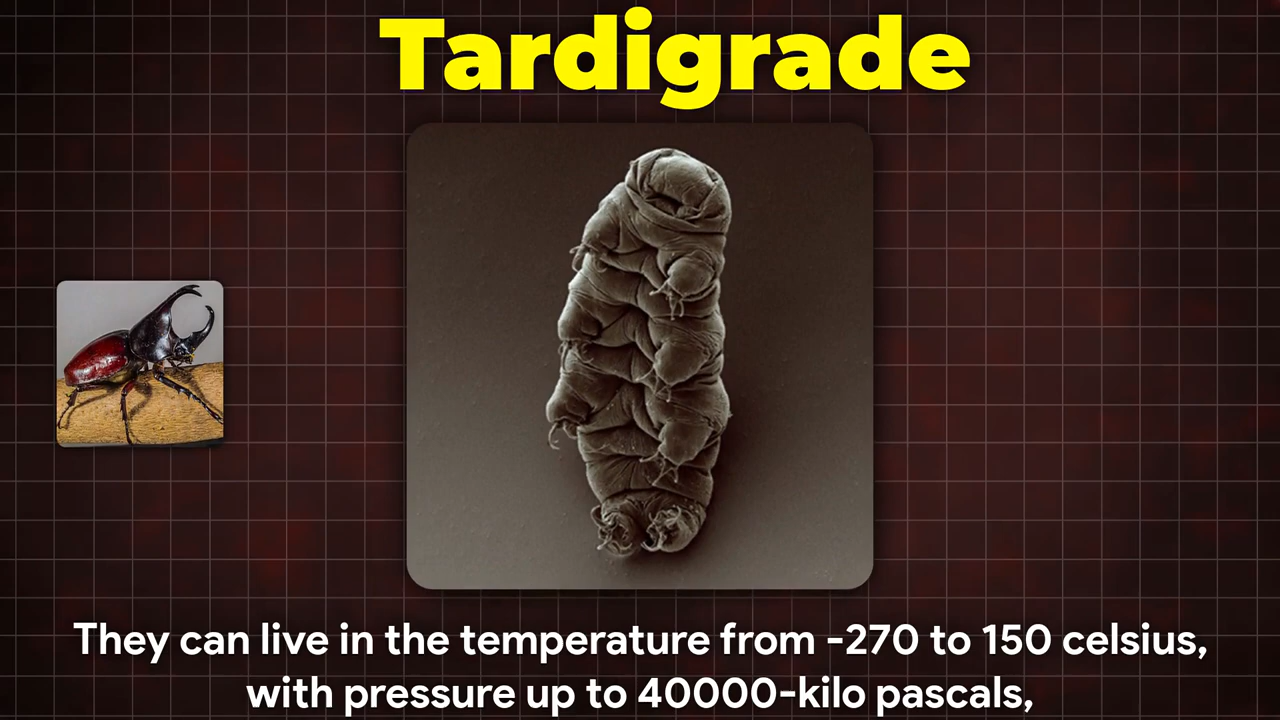 Tardigrade
They can live in the temperature from -270 to 150 celsius,
with pressure up to 40000-kilo pascals,